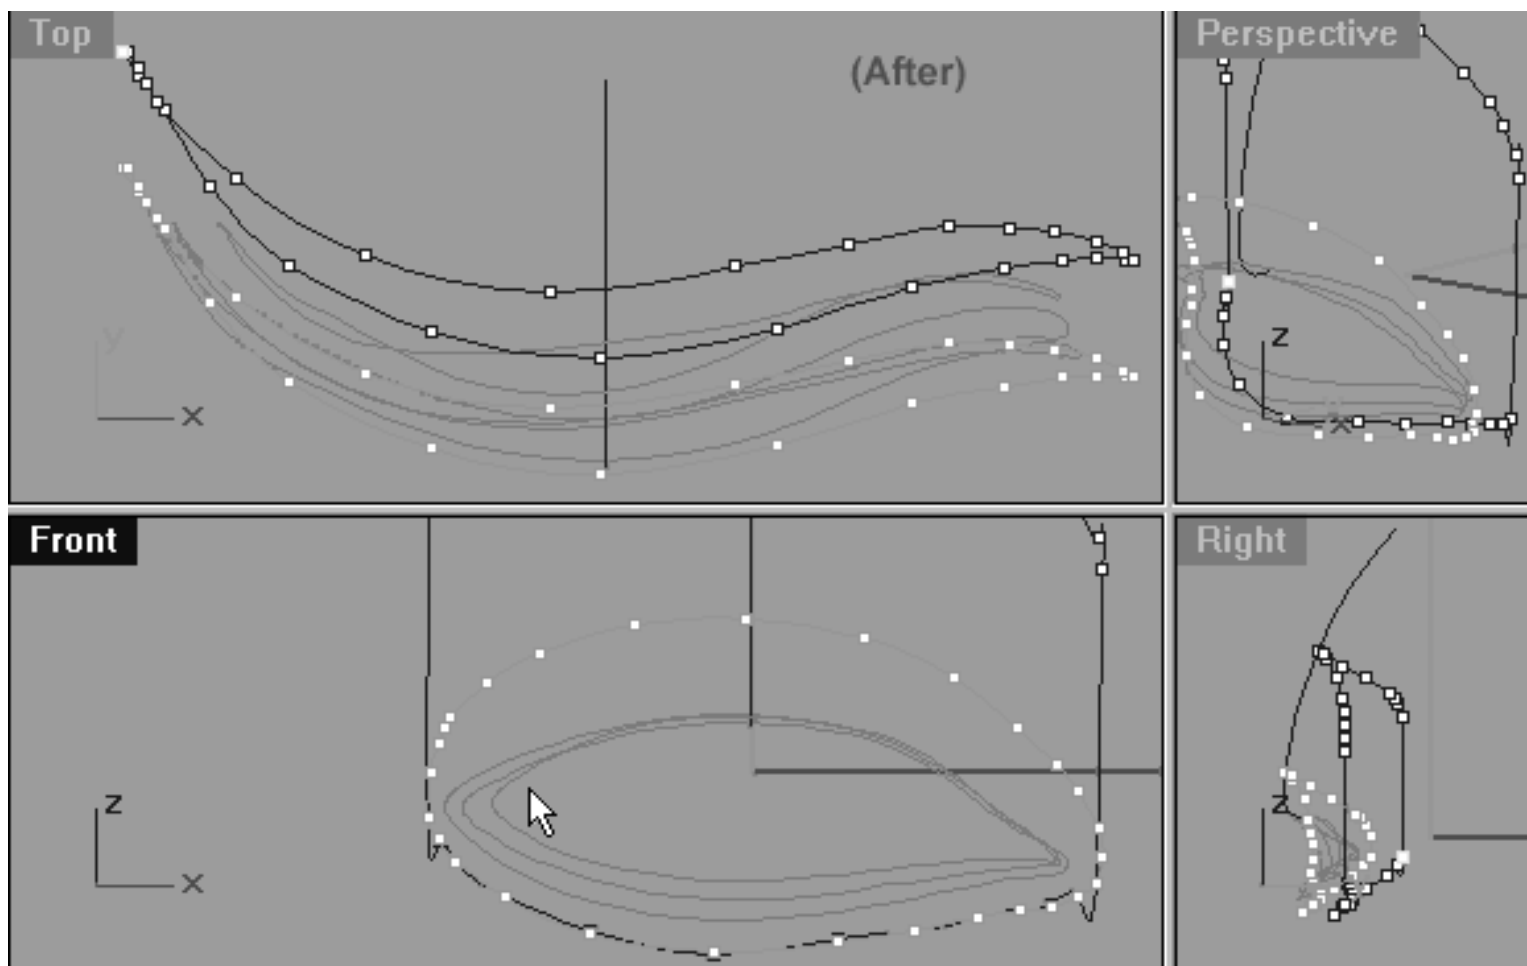 Top
(After)
Perspective
y
x
z
x
Front
Right
z
x
z
x